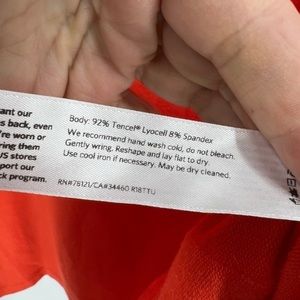 ant our
s back, even
're worn or
ring them
US stores
port our
ck program.
Body: 92% Tencel® Lyocell 8% Spandex
We recommend hand wash cold, do not bleach.
Gently wring. Reshape and lay flat to dry.
Use cool iron if necessary. May be dry cleaned.
RN#76121/CA#34460 R18TTU